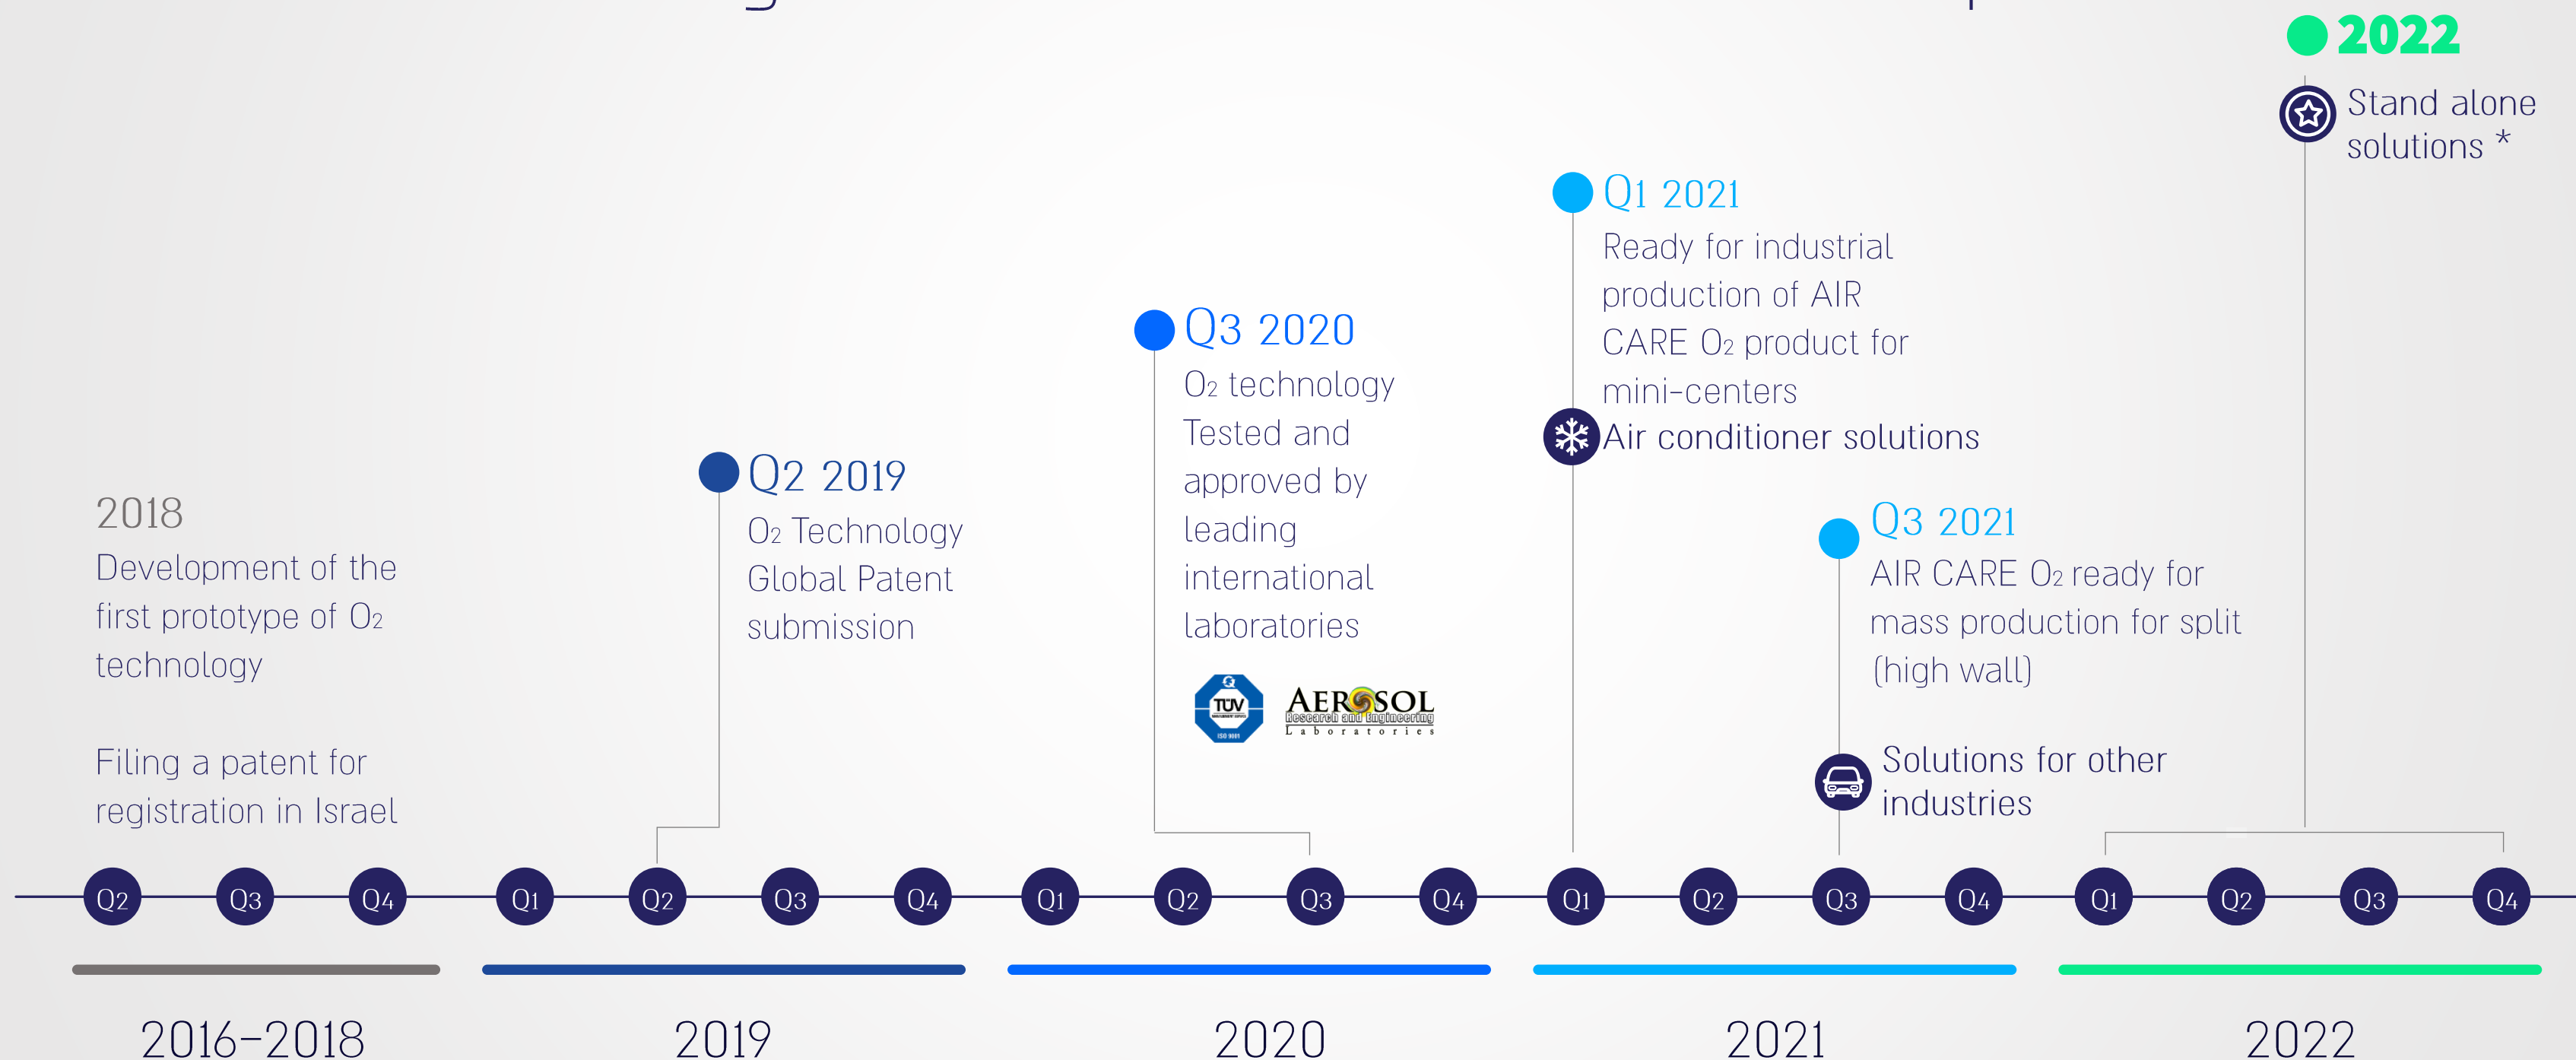 2022
Stand alone
solutions *
Q1 2021
Ready for industrial
production of AIR
CARE O₂ product for
mini-centers
Air conditioner solutions
Q3 2020
O₂ technology
Tested and
approved by
leading
international
laboratories
TÜV
ISO 9001
AEROSOL
Research and Engineering
Laboratories
Q2 2019
O₂ Technology
Global Patent
submission
2018
Development of the
first prototype of O₂
technology
Filing a patent for
registration in Israel
Q3 2021
AIR CARE O₂ ready for
mass production for split
(high wall)
Solutions for other
industries
Q2 Q3 Q4 Q1 Q2 Q3 Q4 Q1 Q2 Q3 Q4 Q1 Q2 Q3 Q4 Q1 Q2 Q3 Q4
2016-2018 2019 2020 2021 2022